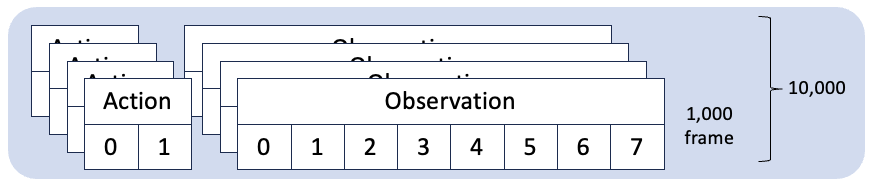 Action
Observation
0 1
0 1 2 3 4 5 6 7
1,000
frame
10,000